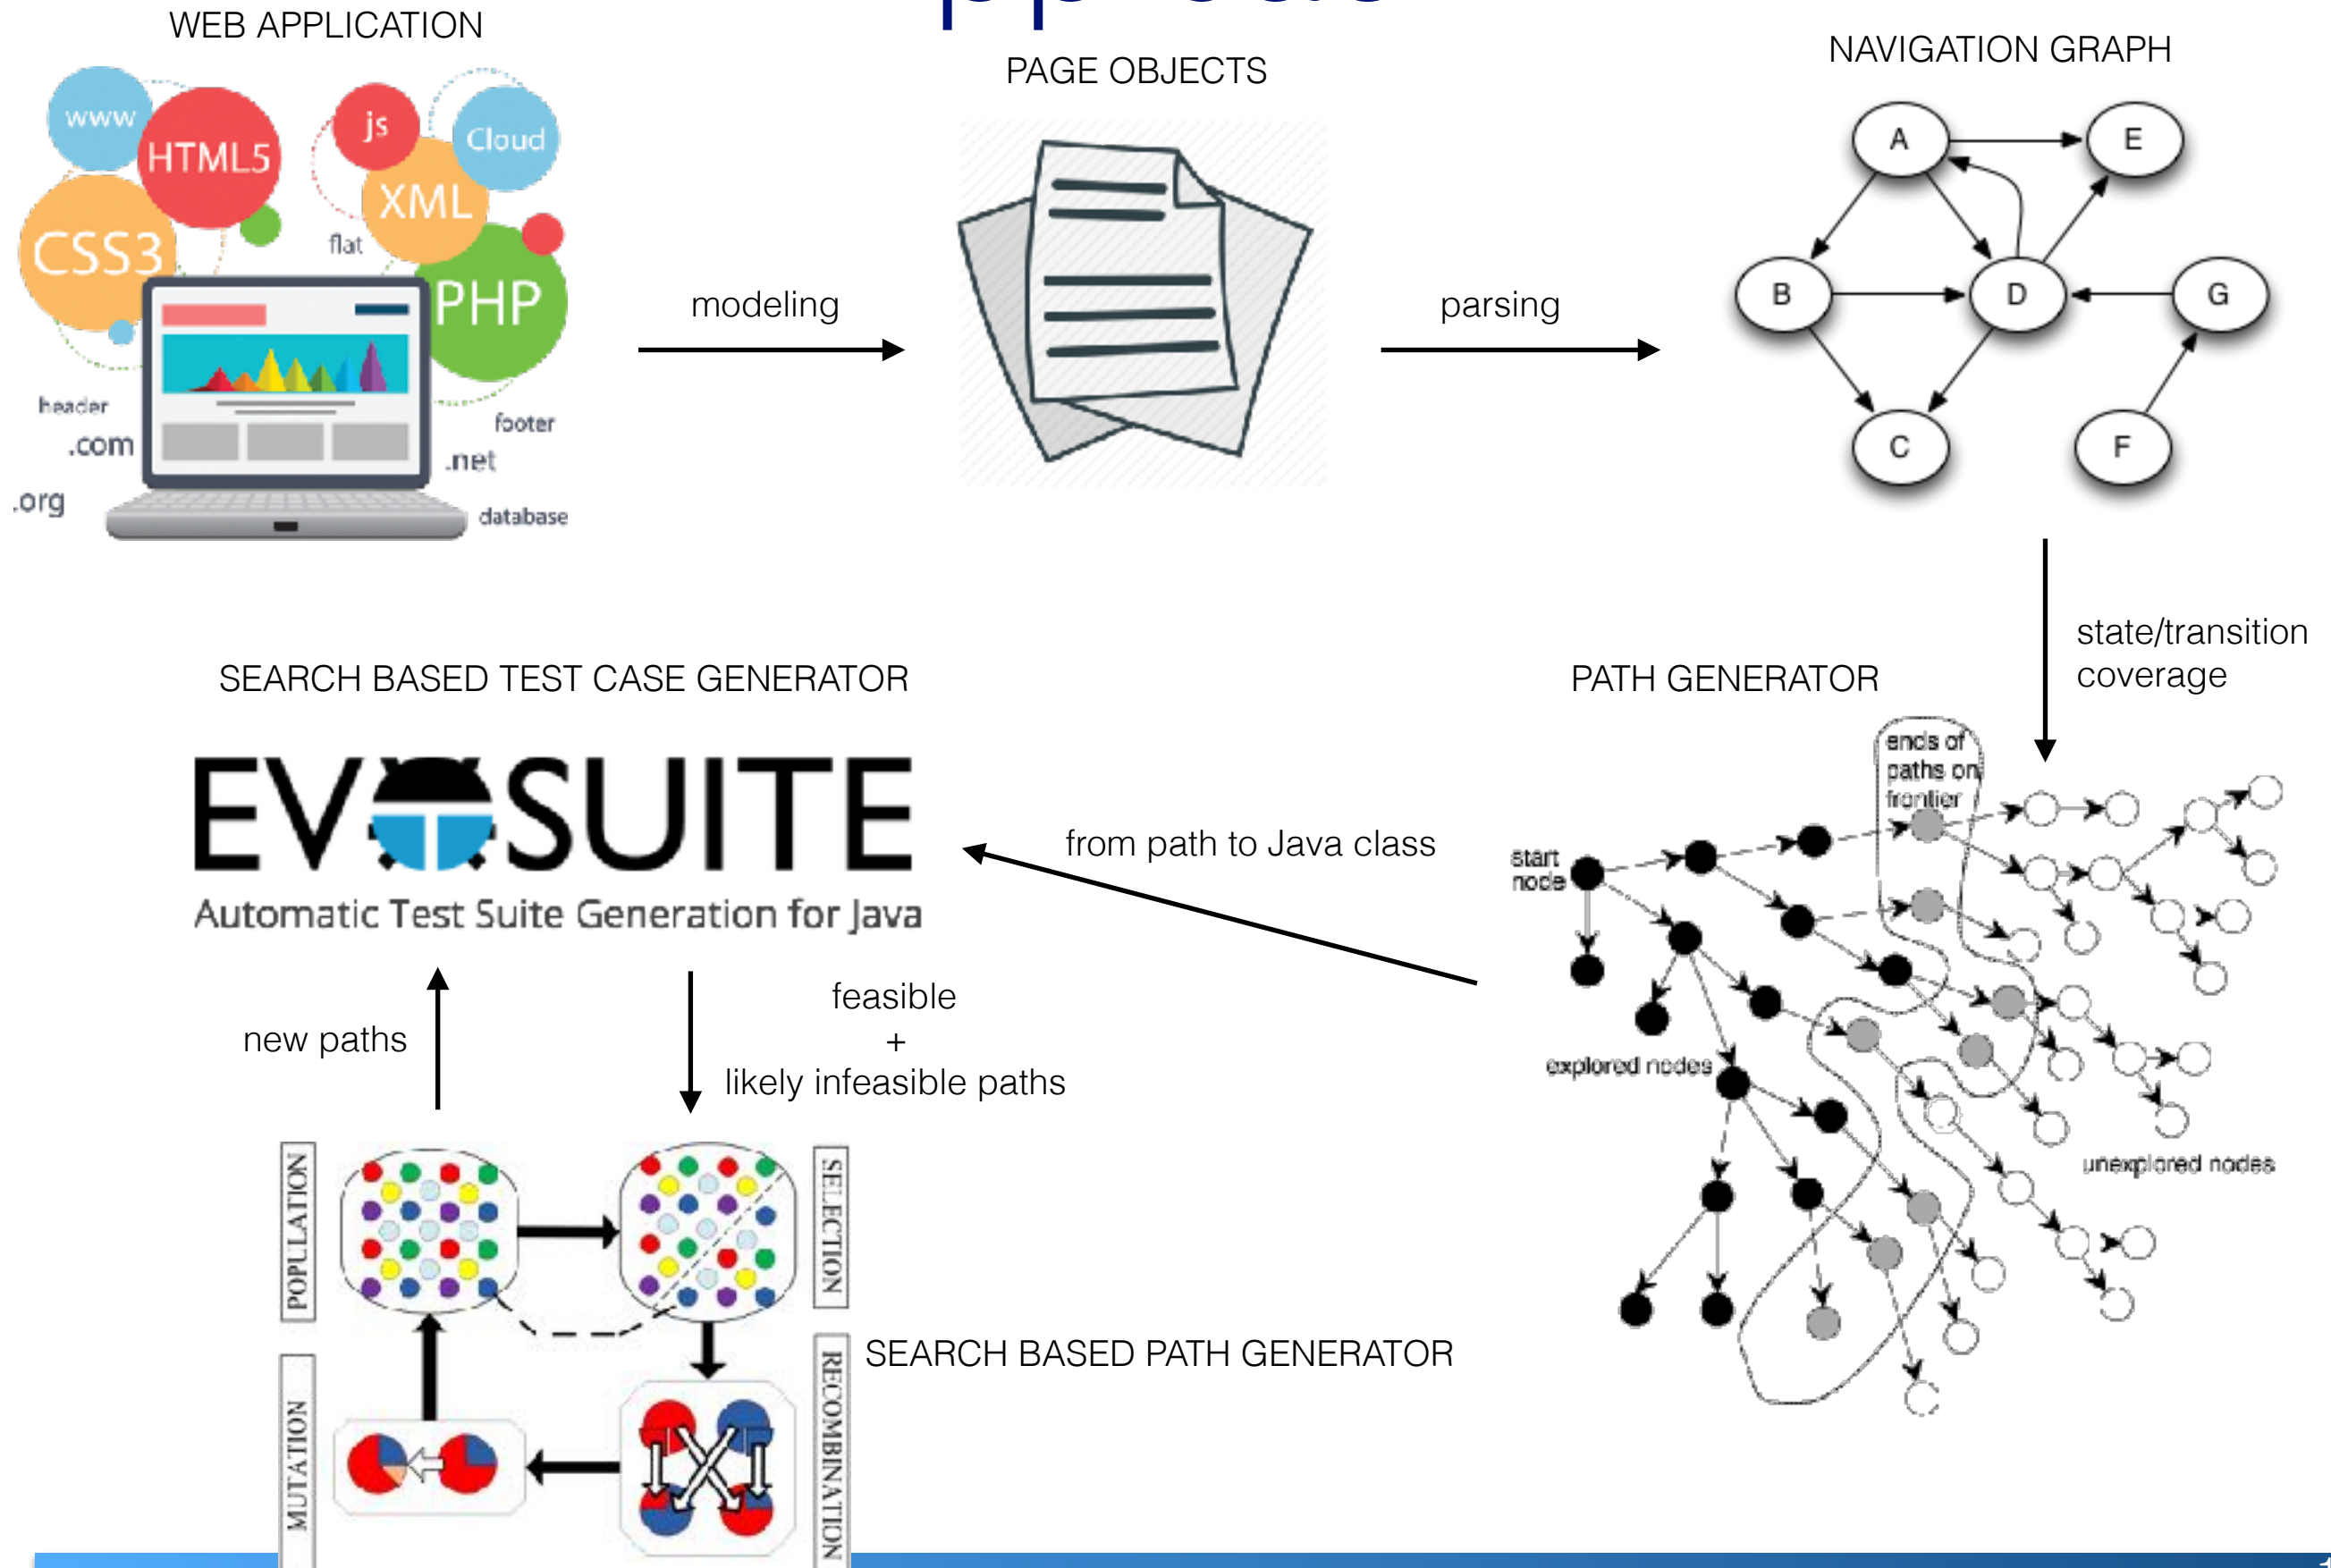 WEB APPLICATION
PAGE OBJECTS
NAVIGATION GRAPH
www
HTML5
js
Cloud
XML
CSS3
flat
PHP
header
.com
footer
.net
.org
database
modeling
parsing
A
E
B
D
G
C
F
state/transition
coverage
SEARCH BASED TEST CASE GENERATOR
PATH GENERATOR
EVOSUITE
Automatic Test Suite Generation for Java
from path to Java class
ends of
paths on
frontier
start
node
explored nodes
unexplored nodes
new paths
feasible
+
likely infeasible paths
POPULATION
SELECTION
SEARCH BASED PATH GENERATOR
MUTATION
RECOMBINATION